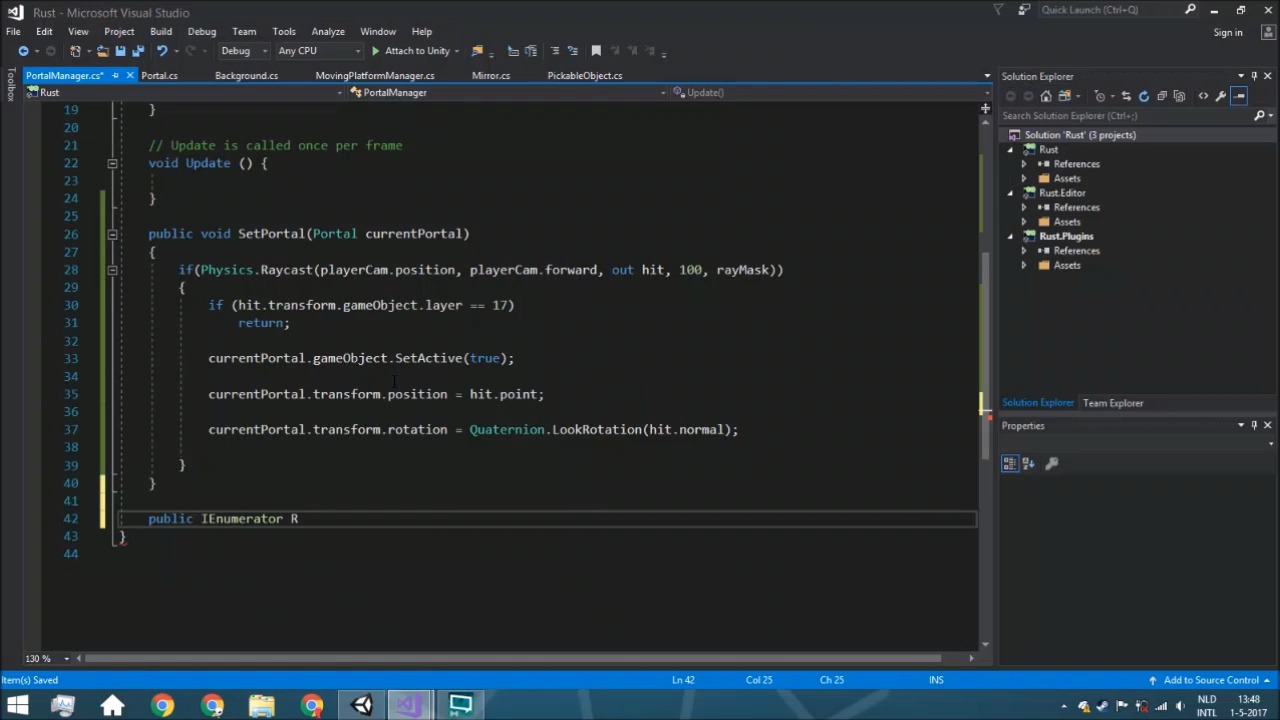 Rust - Microsoft Visual Studio
Quick Launch (Ctrl+Q)
File Edit View Project Build Debug Team Tools Analyze Window Help
Sign in
Debug Any CPU Attach to Unity
Toolbox
PortalManager.cs* Portal.cs Background.cs MovingPlatformManager.cs Mirror.cs PickableObject.cs
Rust PortalManager Update()
19 }
20
21 // Update is called once per frame
22 void Update () {
23
24 }
25
26 public void SetPortal(Portal currentPortal)
27 {
28 if(Physics.Raycast(playerCam.position, playerCam.forward, out hit, 100, rayMask))
29 {
30 if (hit.transform.gameObject.layer == 17)
31 return;
32
33 currentPortal.gameObject.SetActive(true);
34
35 currentPortal.transform.position = hit.point;
36
37 currentPortal.transform.rotation = Quaternion.LookRotation(hit.normal);
38
39 }
40 }
41
42 public IEnumerator R
43 }
44
130 %
Solution Explorer
Search Solution Explorer (Ctrl+;)
Solution 'Rust' (3 projects)
Rust
References
Assets
Rust.Editor
References
Assets
Rust.Plugins
References
Assets
Solution Explorer Team Explorer
Properties
Item(s) Saved Ln 42 Col 25 Ch 25 INS Add to Source Control
NLD 13:48
INTL 1-5-2017